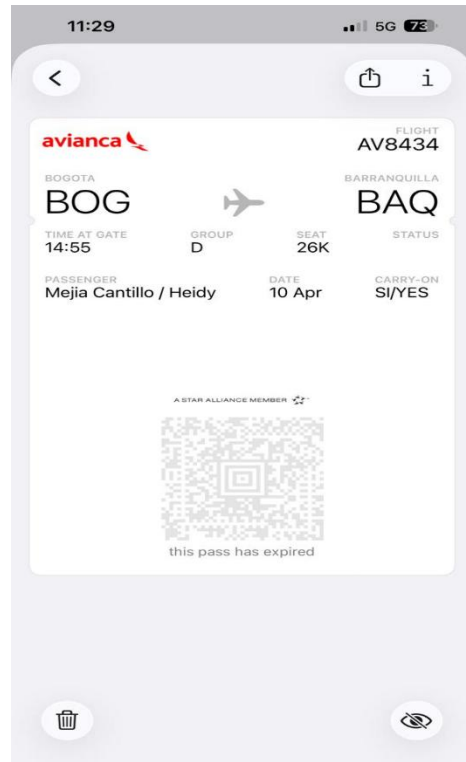 11:29 5G 73
avianca FLIGHT
AV8434
BOGOTA BARRANQUILLA
BOG BAQ
TIME AT GATE GROUP SEAT STATUS
14:55 D 26K
PASSENGER DATE CARRY-ON
Mejia Cantillo / Heidy 10 Apr SI/YES
A STAR ALLIANCE MEMBER
this pass has expired